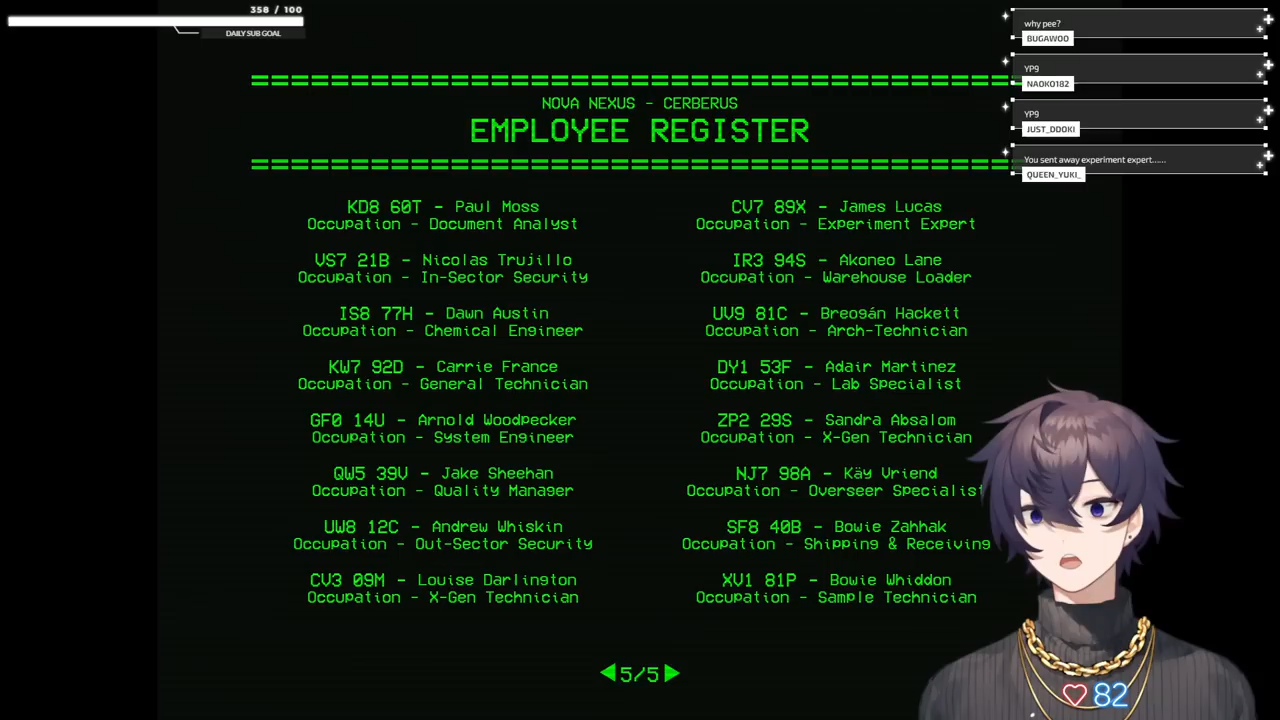 358 / 100
DAILY SUB GOAL
why pee?
BUGAWOO
YP9
NAOKO182
YP9
JUST_DDOKI
You sent away experiment expert......
QUEEN_YUKI_
NOVA NEXUS - CERBERUS
EMPLOYEE REGISTER
KD8 60T - Paul Moss
Occupation - Document Analyst
VS7 21B - Nicolas Trujillo
Occupation - In-Sector Security
IS8 77H - Dawn Austin
Occupation - Chemical Engineer
KW7 92D - Carrie France
Occupation - General Technician
GF0 14U - Arnold Woodpecker
Occupation - System Engineer
QW5 39V - Jake Sheehan
Occupation - Quality Manager
UW8 12C - Andrew Whiskin
Occupation - Out-Sector Security
CV3 09M - Louise Darlington
Occupation - X-Gen Technician
CV7 89X - James Lucas
Occupation - Experiment Expert
IR3 94S - Akoneo Lane
Occupation - Warehouse Loader
UV9 81C - Breogán Hackett
Occupation - Arch-Technician
DY1 53F - Adair Martinez
Occupation - Lab Specialist
ZP2 29S - Sandra Absalom
Occupation - X-Gen Technician
NJ7 98A - Käy Vriend
Occupation - Overseer Specialist
SF8 40B - Bowie Zahhak
Occupation - Shipping & Receiving
XV1 81P - Bowie Whiddon
Occupation - Sample Technician
5/5
82